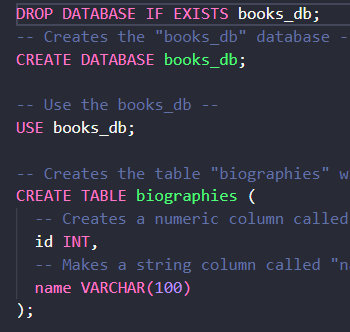 DROP DATABASE IF EXISTS books_db;
-- Creates the "books_db" database -
CREATE DATABASE books_db;
-- Use the books_db --
USE books_db;
-- Creates the table "biographies" w
CREATE TABLE biographies (
-- Creates a numeric column called
id INT,
-- Makes a string column called "n
name VARCHAR(100)
);